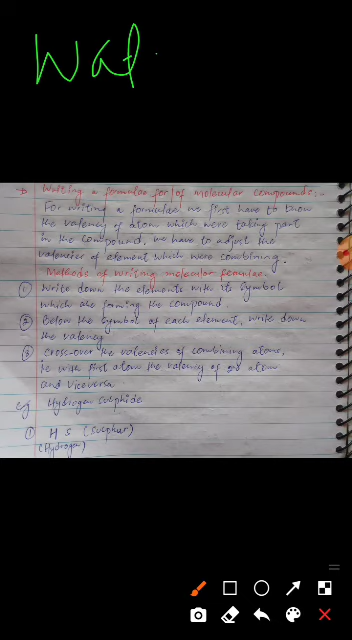 Wat
Writing a formulae for/of molecular compounds:-
For writing a formulae we first have to know
the valency of atom which were taking part
in the compound, we have to adjust the
valencies of element which were combining.
Methods of writing molecular formulae
① Write down the elements with its symbol
which are forming the compound
② Below the symbol of each element, write down
the valency
③ Cross-over the valencies of combining atoms,
ie with first atom the valency of atom
and Viceversa
eg Hydrogen sulphide
① H S (Sulphur)
(Hydrogen)